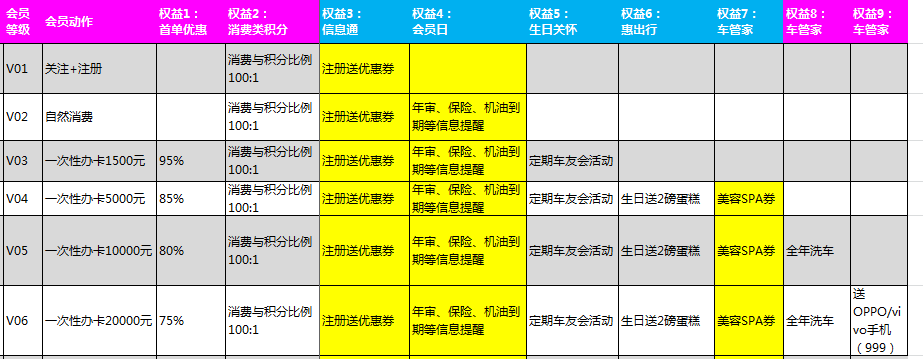 会员等级 会员动作 权益1：首单优惠 权益2：消费类积分 权益3：信息通 权益4：会员日 权益5：生日关怀 权益6：惠出行 权益7：车管家 权益8：车管家 权益9：车管家
V01 关注+注册 消费与积分比例100:1 注册送优惠券
V02 自然消费 消费与积分比例100:1 注册送优惠券 年审、保险、机油到期等信息提醒
V03 一次性办卡1500元 95% 消费与积分比例100:1 注册送优惠券 年审、保险、机油到期等信息提醒 定期车友会活动
V04 一次性办卡5000元 85% 消费与积分比例100:1 注册送优惠券 年审、保险、机油到期等信息提醒 定期车友会活动 生日送2磅蛋糕 美容SPA券
V05 一次性办卡10000元 80% 消费与积分比例100:1 注册送优惠券 年审、保险、机油到期等信息提醒 定期车友会活动 生日送2磅蛋糕 美容SPA券 全年洗车
V06 一次性办卡20000元 75% 消费与积分比例100:1 注册送优惠券 年审、保险、机油到期等信息提醒 定期车友会活动 生日送2磅蛋糕 美容SPA券 全年洗车 送OPPO/vivo手机（999）